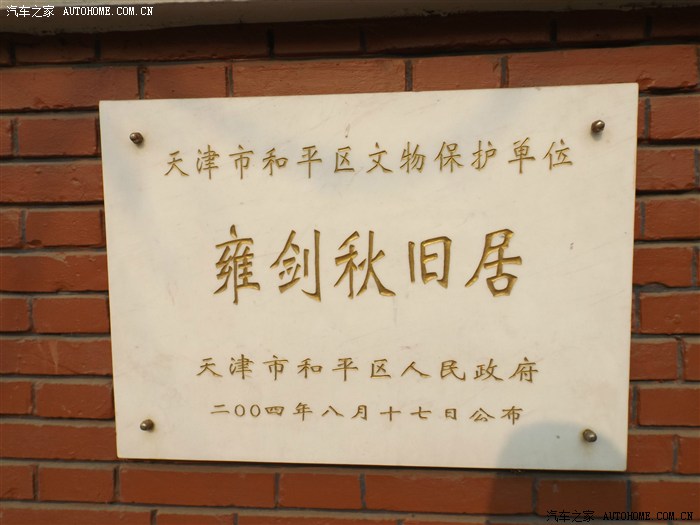 汽车之家 AUTOHOME.COM.CN
天津市和平区文物保护单位
雍剑秋旧居
天津市和平区人民政府
二〇〇四年八月十七日公布
汽车之家 AUTOHOME.COM.CN